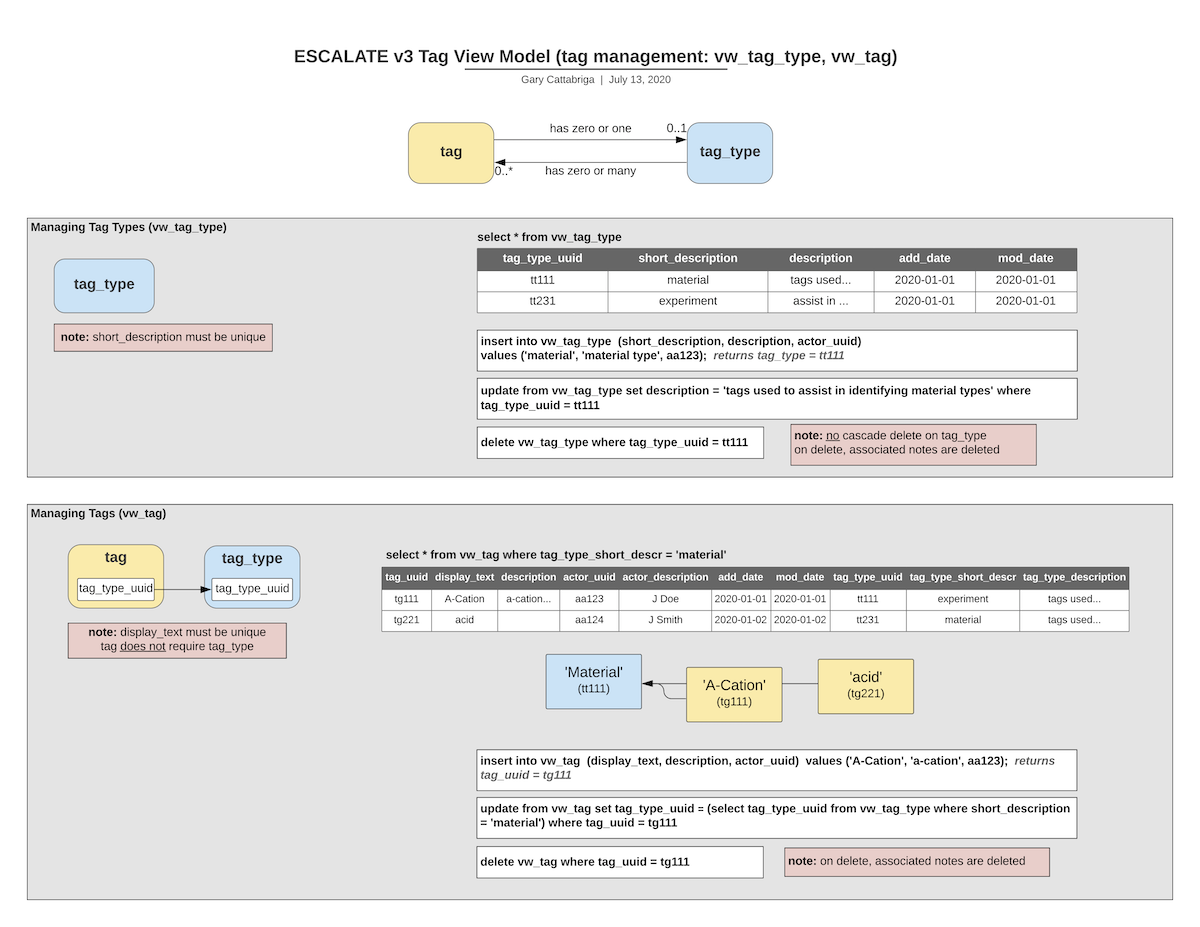 ESCALATE v3 Tag View Model (tag management: vw_tag_type, vw_tag)
Gary Cattabriga | July 13, 2020
has zero or one 0..1
tag
tag_type
0..* has zero or many
Managing Tag Types (vw_tag_type)
tag_type
note: short_description must be unique
select * from vw_tag_type
tag_type_uuid short_description description add_date mod_date
tt111 material tags used... 2020-01-01 2020-01-01
tt231 experiment assist in ... 2020-01-01 2020-01-01
insert into vw_tag_type (short_description, description, actor_uuid)
values ('material', 'material type', aa123); returns tag_type = tt111
update from vw_tag_type set description = 'tags used to assist in identifying material types' where
tag_type_uuid = tt111
delete vw_tag_type where tag_type_uuid = tt111
note: no cascade delete on tag_type
on delete, associated notes are deleted
Managing Tags (vw_tag)
tag
tag_type_uuid
tag_type
tag_type_uuid
note: display_text must be unique
tag does not require tag_type
select * from vw_tag where tag_type_short_descr = 'material'
tag_uuid display_text description actor_uuid actor_description add_date mod_date tag_type_uuid tag_type_short_descr tag_type_description
tg111 A-Cation a-cation... aa123 J Doe 2020-01-01 2020-01-01 tt111 experiment tags used...
tg221 acid aa124 J Smith 2020-01-02 2020-01-02 tt231 material tags used...
'Material'
(tt111)
'A-Cation'
(tg111)
'acid'
(tg221)
insert into vw_tag (display_text, description, actor_uuid) values ('A-Cation', 'a-cation', aa123); returns
tag_uuid = tg111
update from vw_tag set tag_type_uuid = (select tag_type_uuid from vw_tag_type where short_description
= 'material') where tag_uuid = tg111
delete vw_tag where tag_uuid = tg111
note: on delete, associated notes are deleted